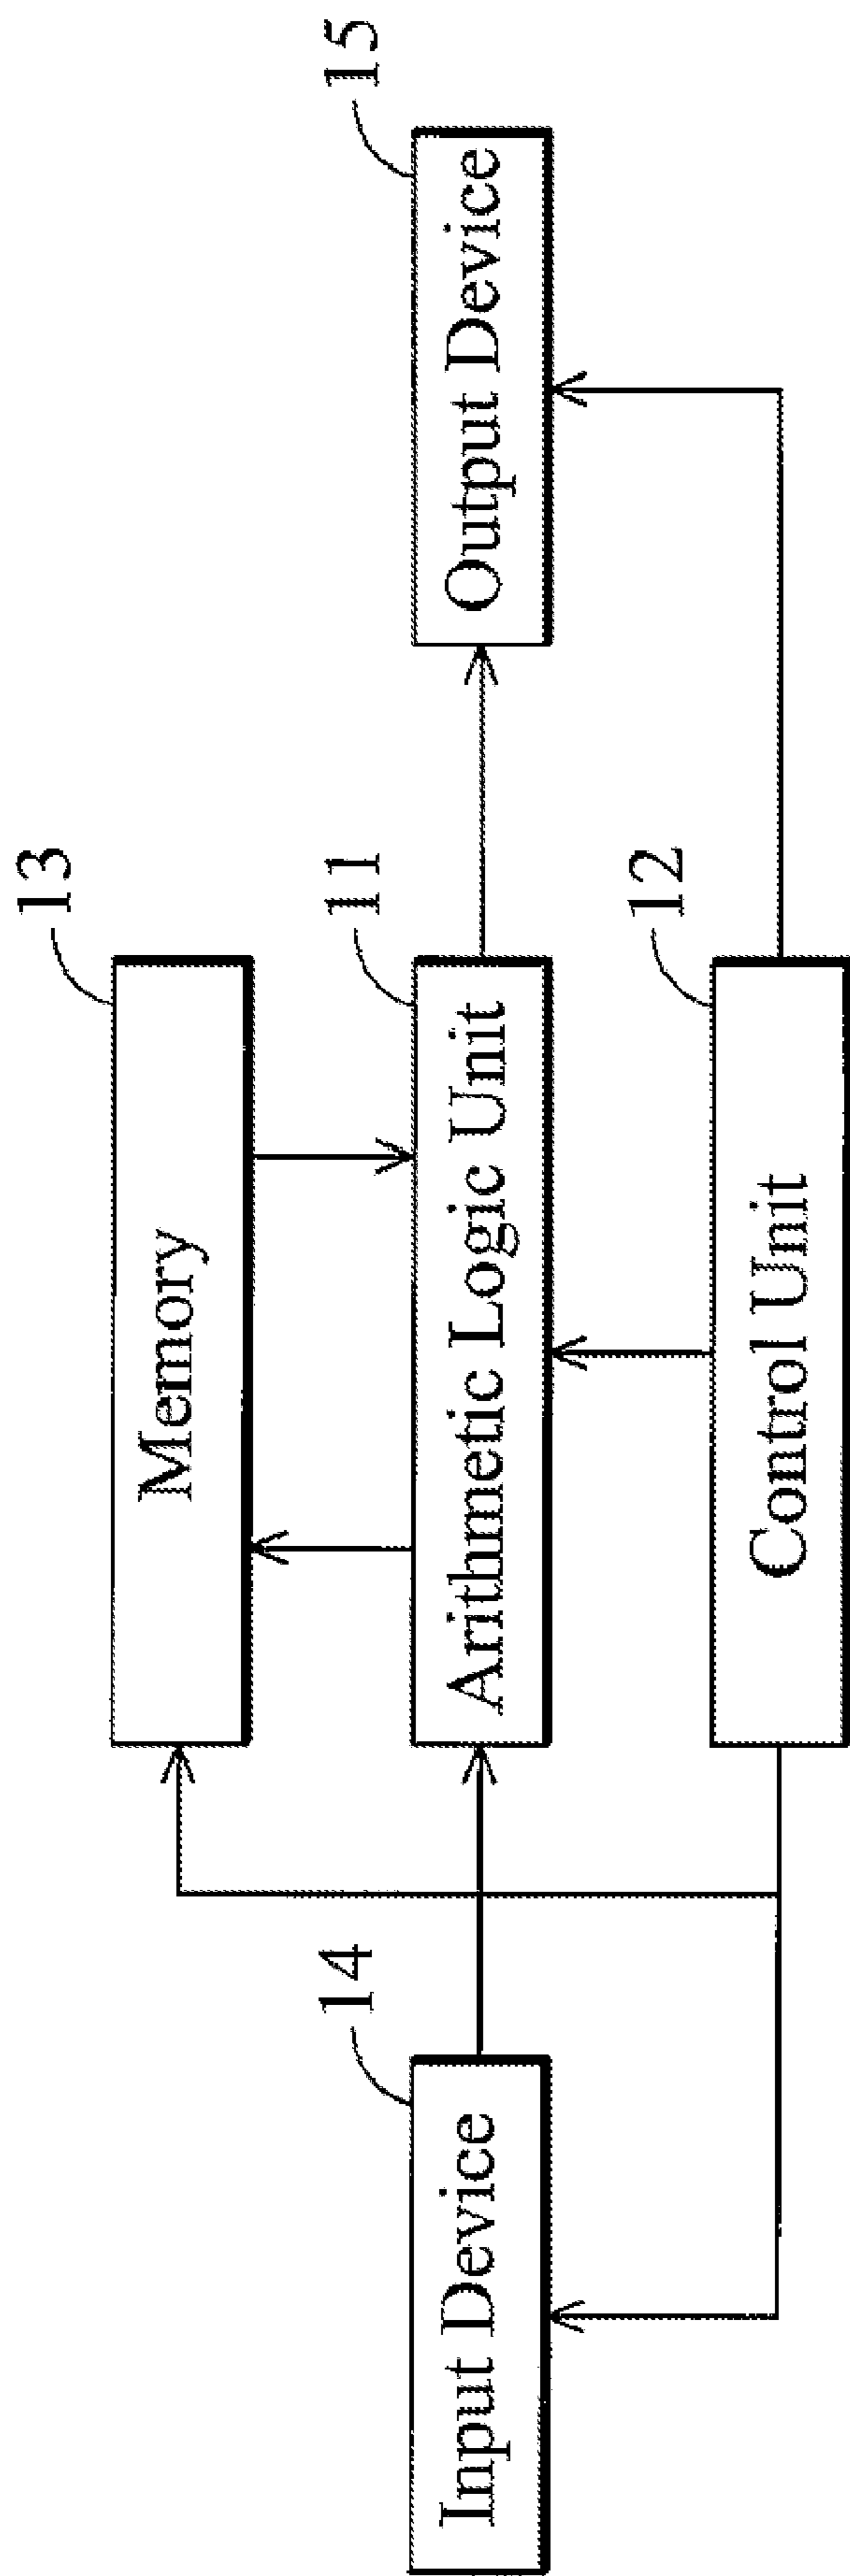 13
Memory
14
11
15
Input Device
Arithmetic Logic Unit
Output Device
12
Control Unit